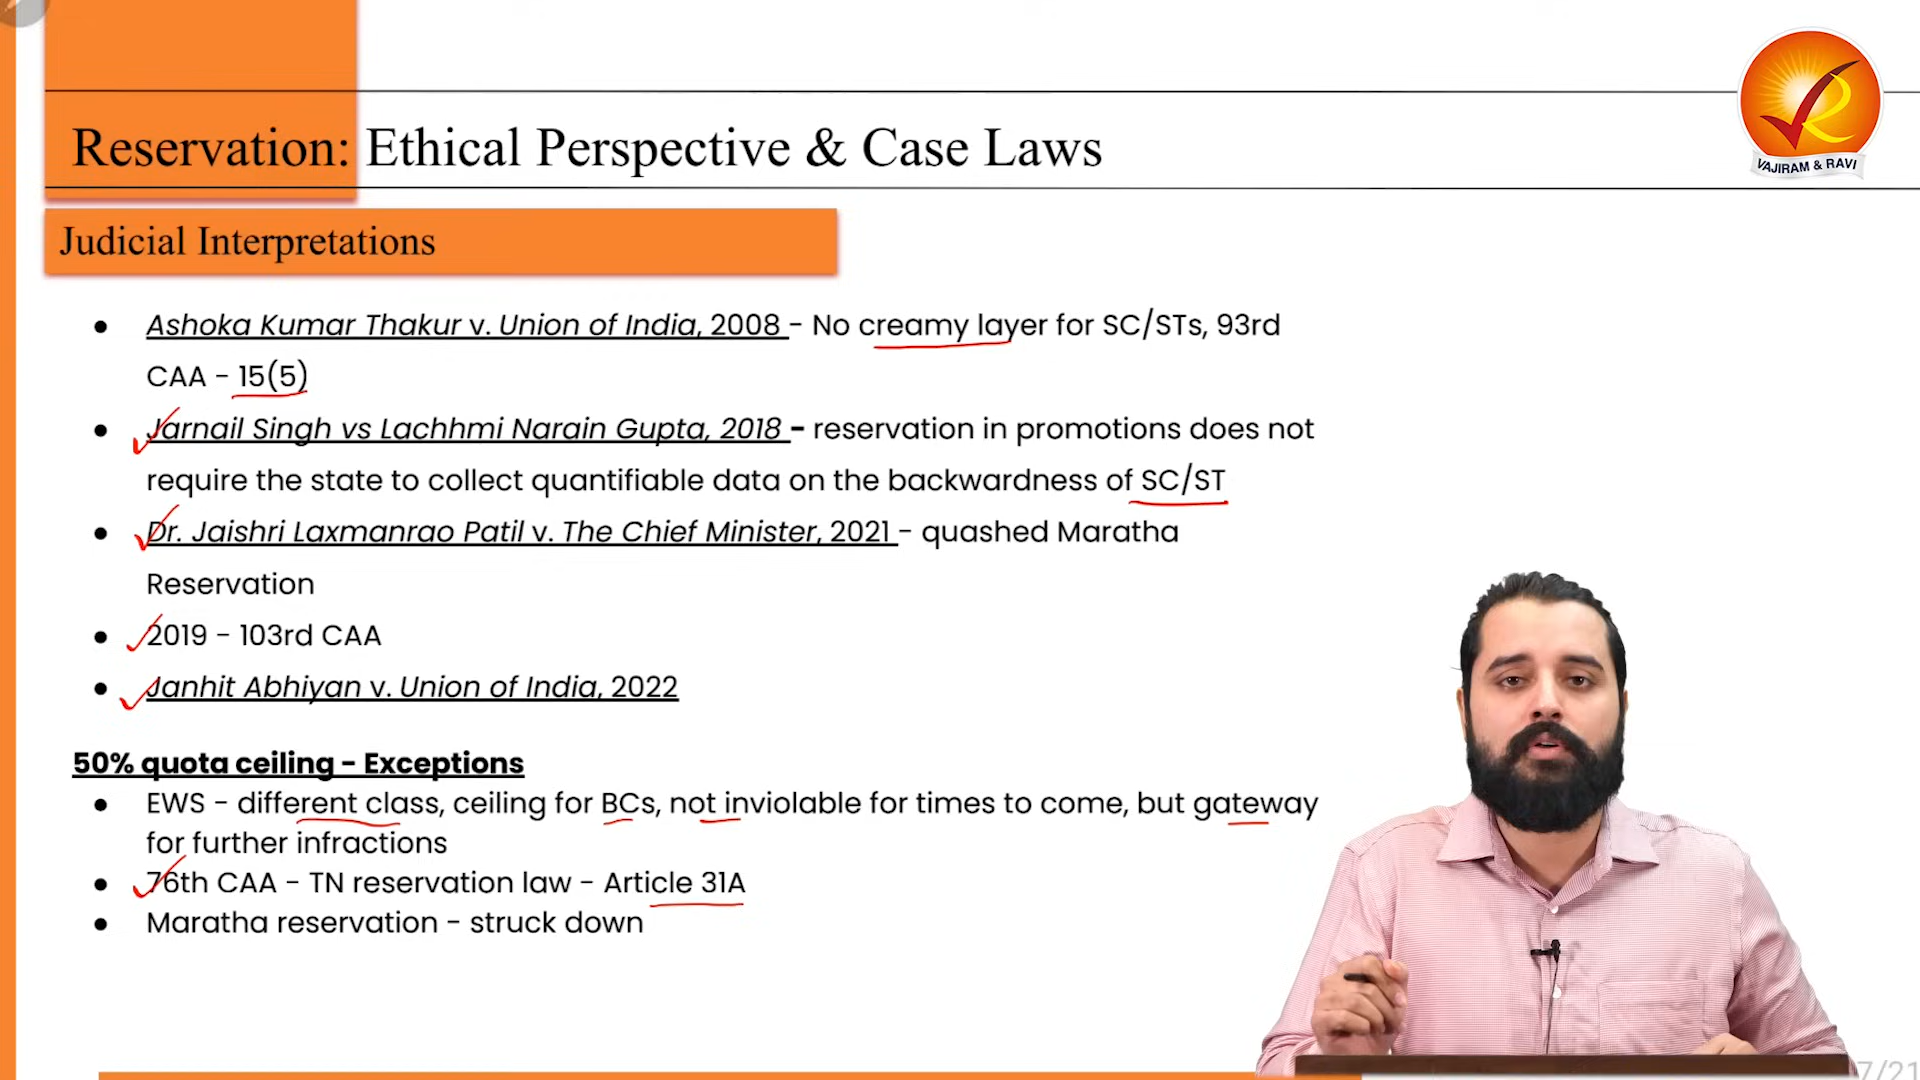 Reservation: Ethical Perspective & Case Laws
VAJIRAM & RAVI
Judicial Interpretations
● Ashoka Kumar Thakur v. Union of India, 2008 - No creamy layer for SC/STs, 93rd
CAA - 15(5)
● Jarnail Singh vs Lachhmi Narain Gupta, 2018 - reservation in promotions does not
require the state to collect quantifiable data on the backwardness of SC/ST
● Dr. Jaishri Laxmanrao Patil v. The Chief Minister, 2021 - quashed Maratha
Reservation
● 2019 - 103rd CAA
● Janhit Abhiyan v. Union of India, 2022
50% quota ceiling - Exceptions
● EWS - different class, ceiling for BCs, not inviolable for times to come, but gateway
for further infractions
● 76th CAA - TN reservation law - Article 31A
● Maratha reservation - struck down
7/21